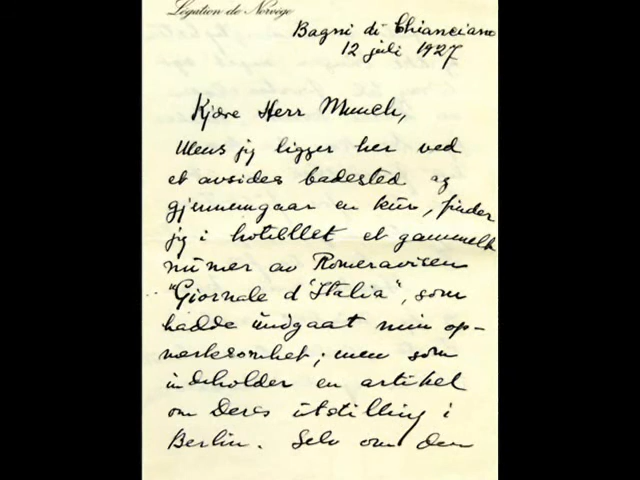 Légation de Norvège
Bagni di Chianciano
12 juli 1927
Kjære Herr Munch,
Mens jeg ligger her ved
et avsides badested og
gjennemgaar en kur, finder
jeg i hotellet et gammelt
nummer av Romeravisen
"Giornale d'Italia", som
hadde undgaat min op-
merksomhet; men som
indeholder en artikel
om Deres utstilling i
Berlin. Selv om den